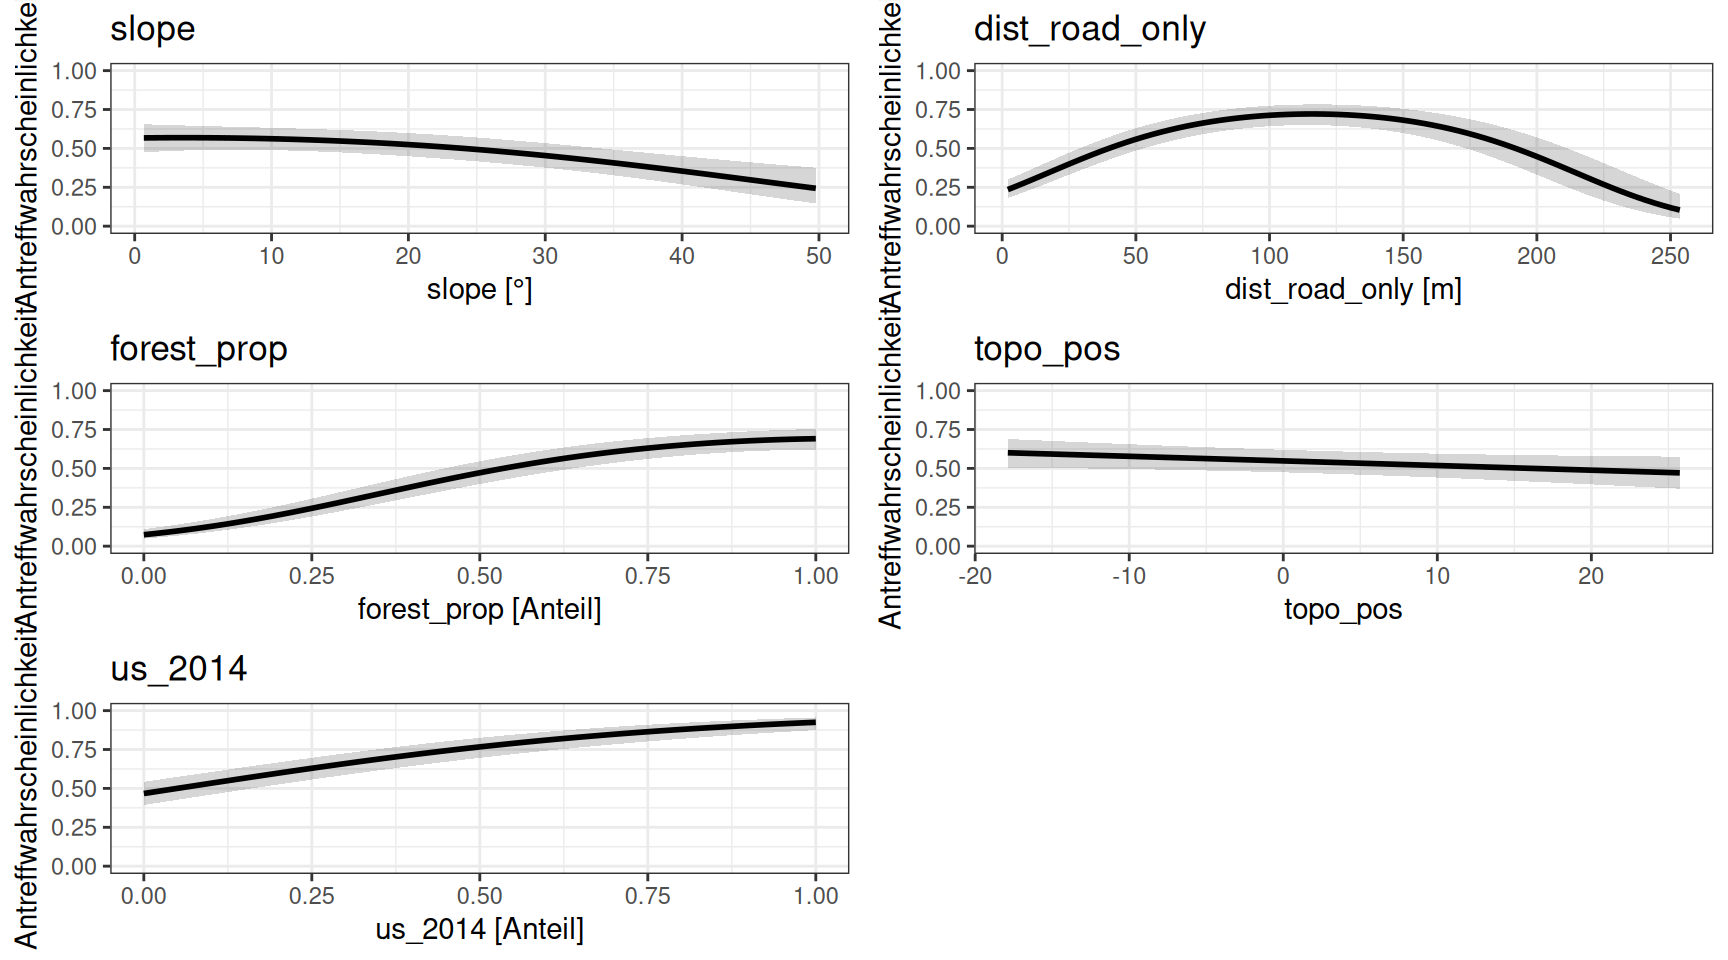 slope
Antreffwahrscheinlichkeit
1.00
0.75
0.50
0.25
0.00
0 10 20 30 40 50
slope [°]
dist_road_only
Antreffwahrscheinlichkeit
1.00
0.75
0.50
0.25
0.00
0 50 100 150 200 250
dist_road_only [m]
forest_prop
Antreffwahrscheinlichkeit
1.00
0.75
0.50
0.25
0.00
0.00 0.25 0.50 0.75 1.00
forest_prop [Anteil]
topo_pos
Antreffwahrscheinlichkeit
1.00
0.75
0.50
0.25
0.00
-20 -10 0 10 20
topo_pos
us_2014
Antreffwahrscheinlichkeit
1.00
0.75
0.50
0.25
0.00
0.00 0.25 0.50 0.75 1.00
us_2014 [Anteil]